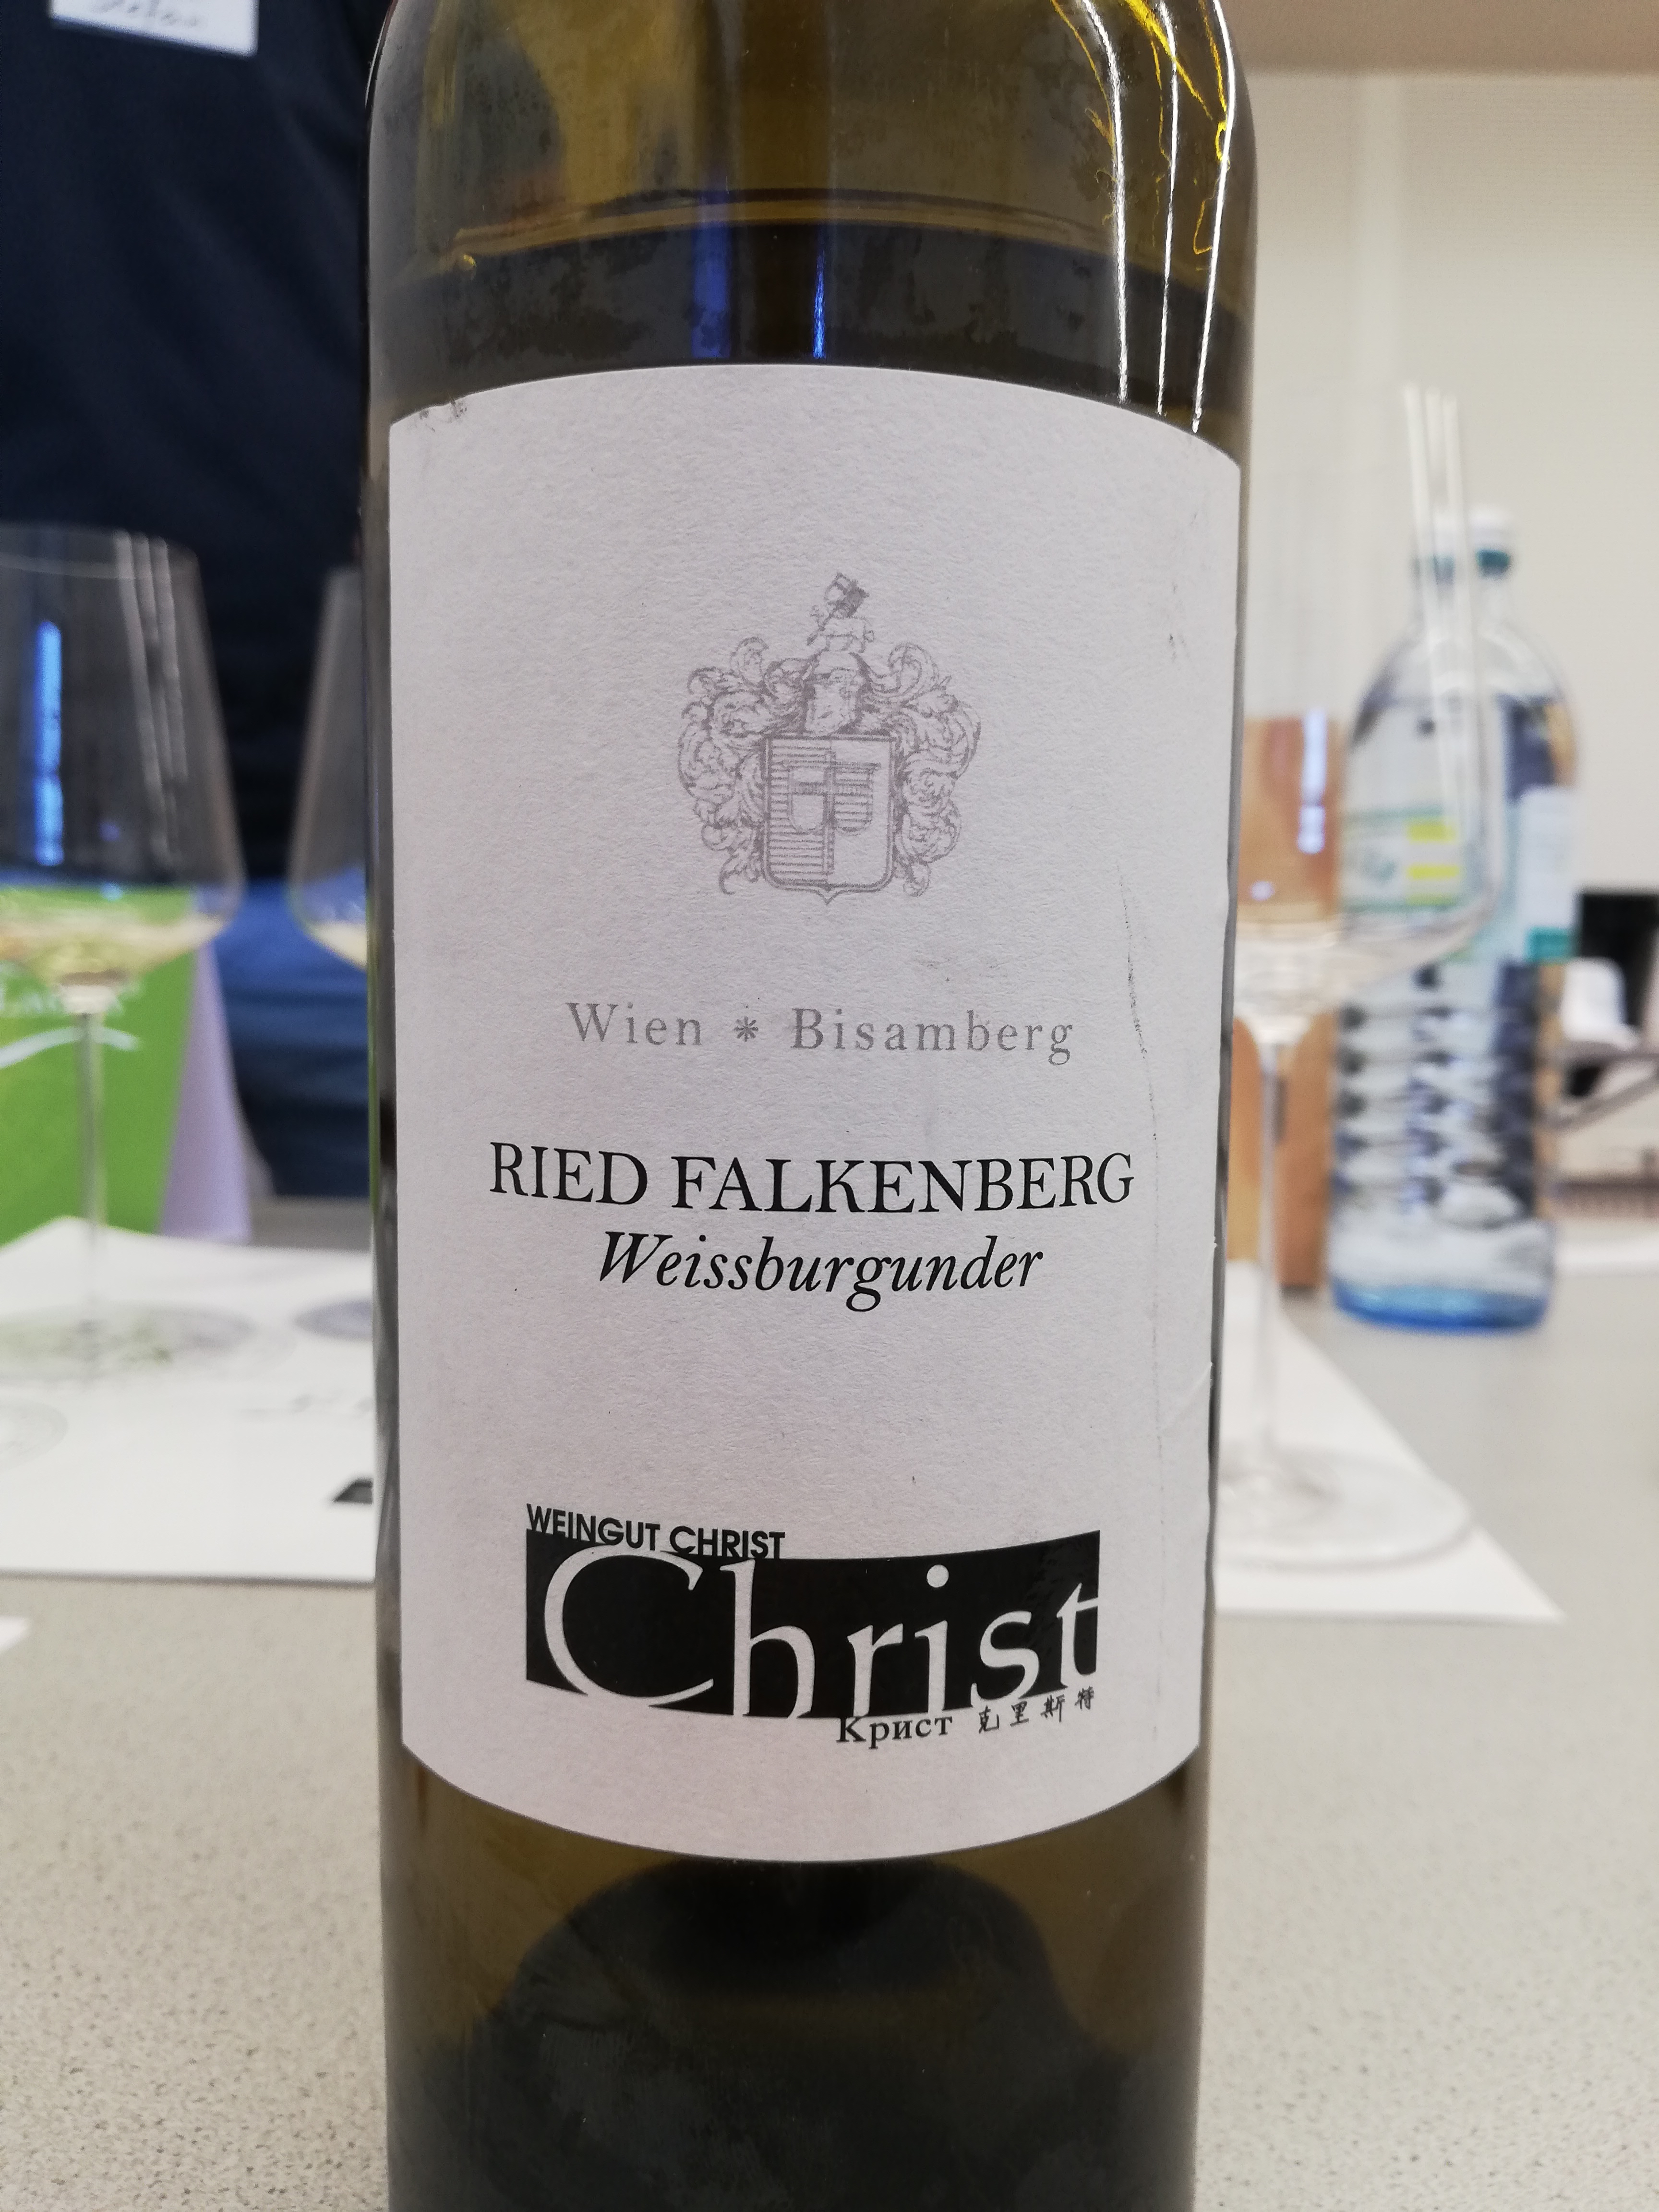 Wien * Bisamberg
RIED FALKENBERG
Weissburgunder
WEINGUT CHRIST
Christ
Крист 克里斯特